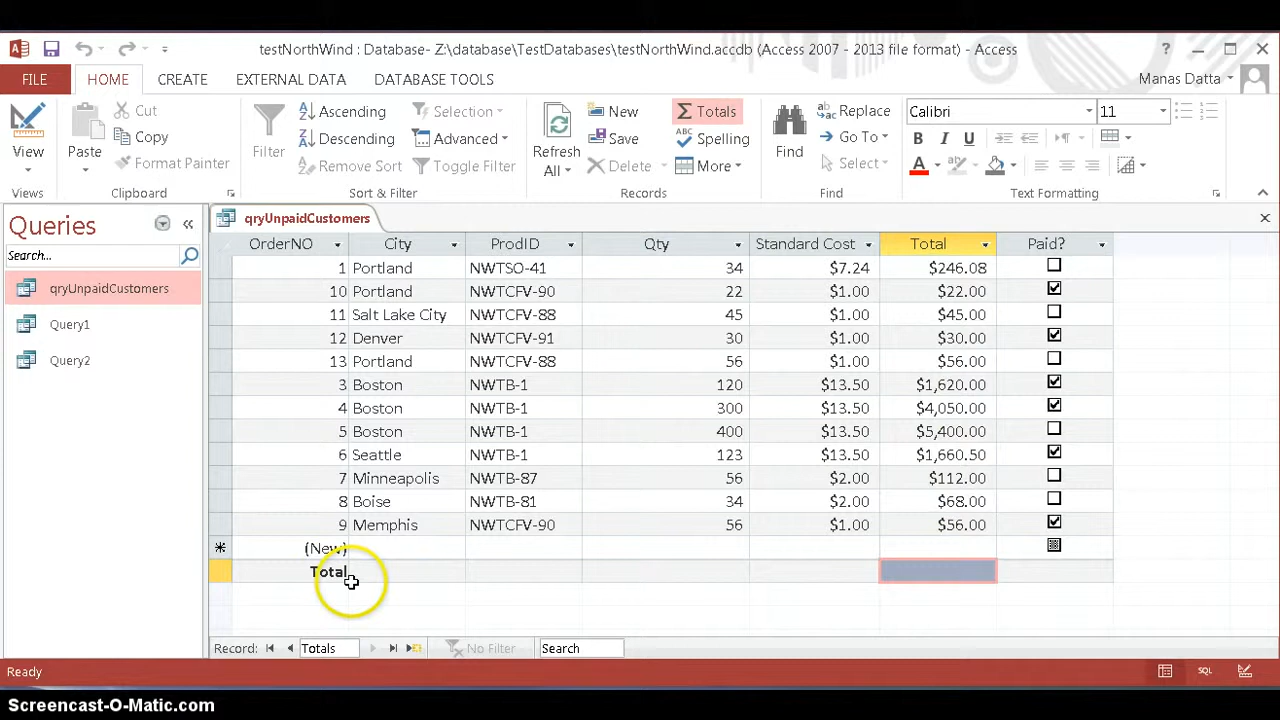 testNorthWind : Database- Z:\database\TestDatabases\testNorthWind.accdb (Access 2007 - 2013 file format) - Access
FILE HOME CREATE EXTERNAL DATA DATABASE TOOLS Manas Datta
View
Views
Paste
Cut
Copy
Format Painter
Clipboard
Filter
Ascending
Descending
Remove Sort
Selection
Advanced
Toggle Filter
Sort & Filter
Refresh
All
New
Save
Delete
Totals
Spelling
More
Records
Find
Replace
Go To
Select
Find
Calibri 11
B I U
A
Text Formatting
Queries
Search...
qryUnpaidCustomers
Query1
Query2
qryUnpaidCustomers
OrderNO City ProdID Qty Standard Cost Total Paid?
1 Portland NWTSO-41 34 $7.24 $246.08
10 Portland NWTCFV-90 22 $1.00 $22.00
11 Salt Lake City NWTCFV-88 45 $1.00 $45.00
12 Denver NWTCFV-91 30 $1.00 $30.00
13 Portland NWTCFV-88 56 $1.00 $56.00
3 Boston NWTB-1 120 $13.50 $1,620.00
4 Boston NWTB-1 300 $13.50 $4,050.00
5 Boston NWTB-1 400 $13.50 $5,400.00
6 Seattle NWTB-1 123 $13.50 $1,660.50
7 Minneapolis NWTB-87 56 $2.00 $112.00
8 Boise NWTB-81 34 $2.00 $68.00
9 Memphis NWTCFV-90 56 $1.00 $56.00
(New)
Total
Record: Totals No Filter Search
Ready SQL
Screencast-O-Matic.com